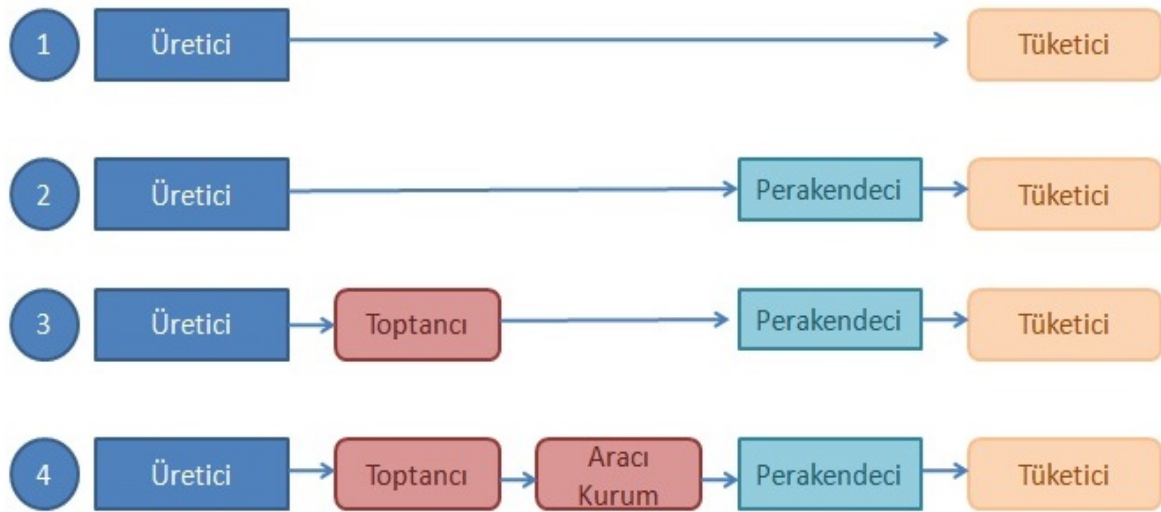 1 Üretici Tüketici
2 Üretici Perakendeci Tüketici
3 Üretici Toptancı Perakendeci Tüketici
4 Üretici Toptancı Aracı Kurum Perakendeci Tüketici